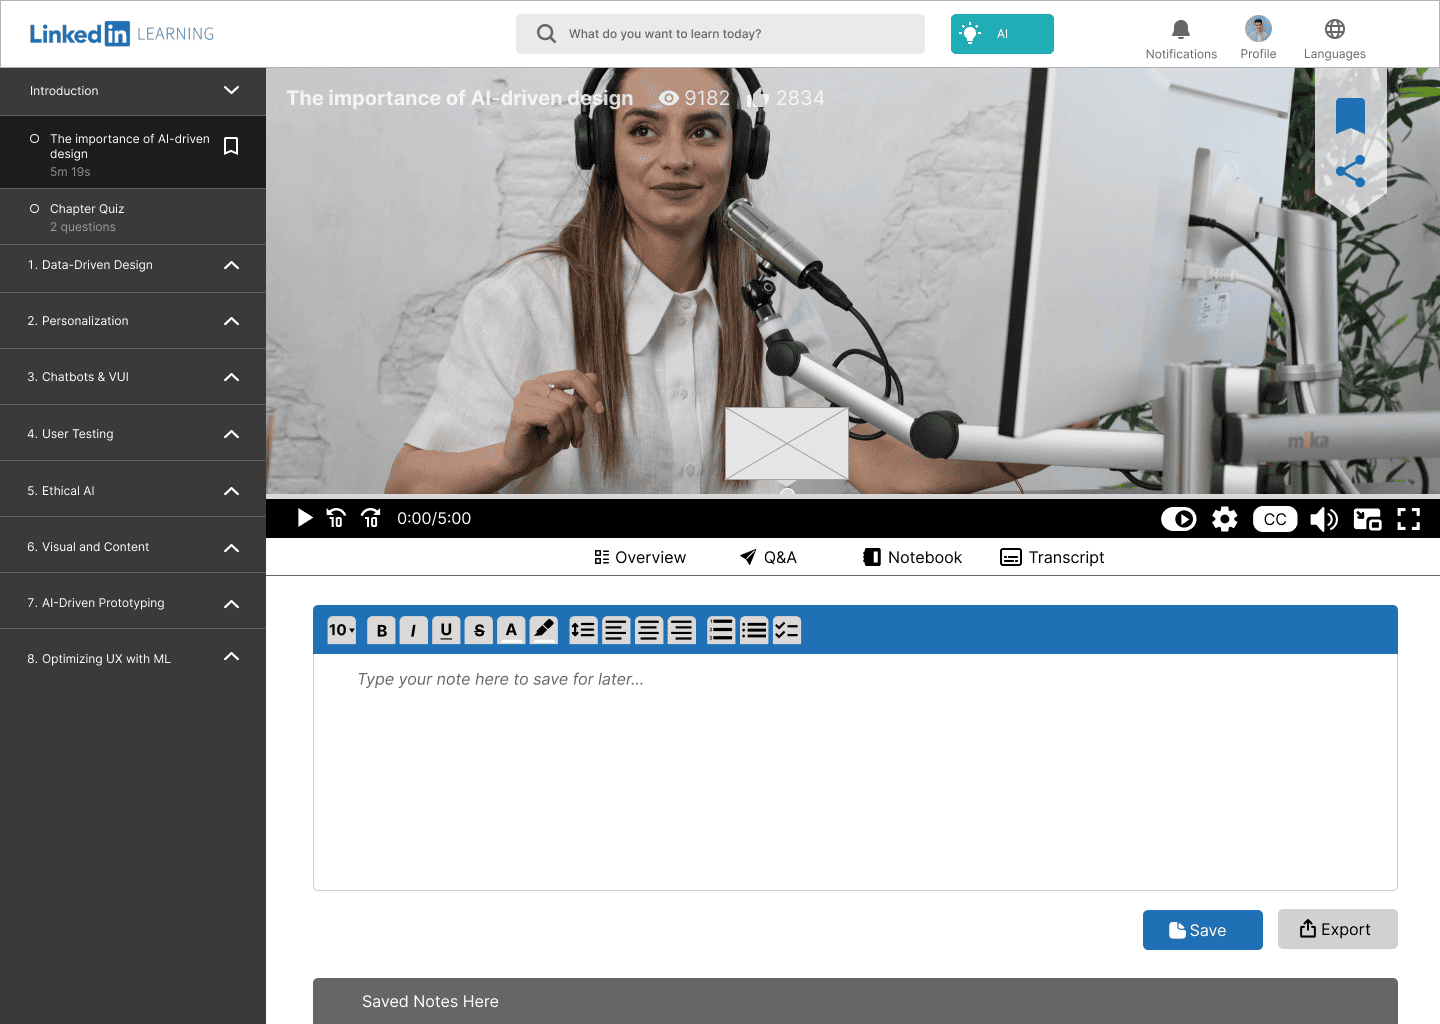 Linked in LEARNING
What do you want to learn today?
AI
Notifications
Profile
Languages
Introduction
The importance of AI-driven
design
5m 19s
Chapter Quiz
2 questions
1. Data-Driven Design
2. Personalization
3. Chatbots & VUI
4. User Testing
5. Ethical AI
6. Visual and Content
7. AI-Driven Prototyping
8. Optimizing UX with ML
The importance of AI-driven design 9182 2834
mika
10 10 0:00/5:00 CC
Overview Q&A Notebook Transcript
10 B I U S A
Type your note here to save for later...
Save Export
Saved Notes Here